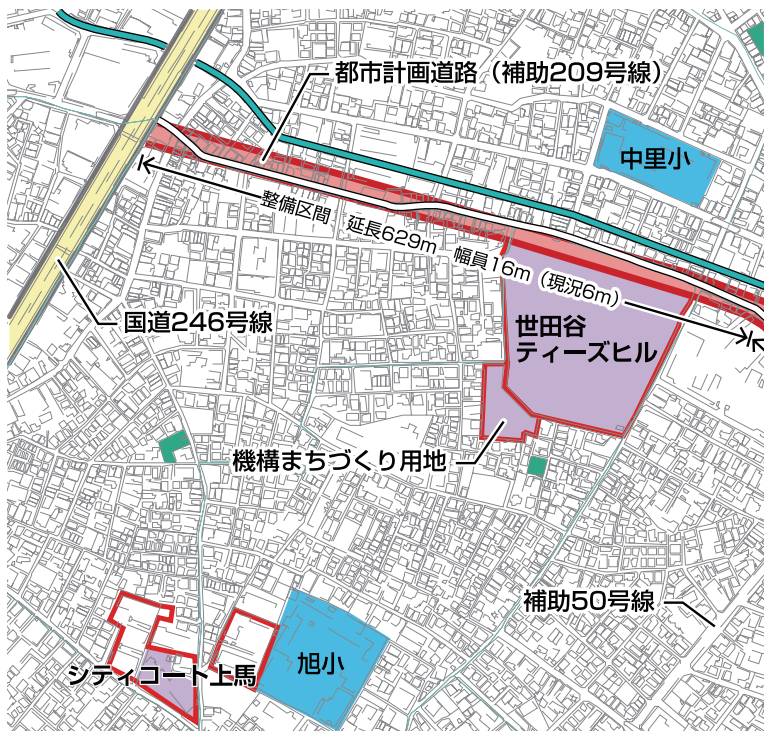 都市計画道路（補助209号線）
中里小
整備区間　延長629m　幅員16m（現況6m）
国道246号線
世田谷
ティーズヒル
機構まちづくり用地
補助50号線
旭小
シティコート上馬